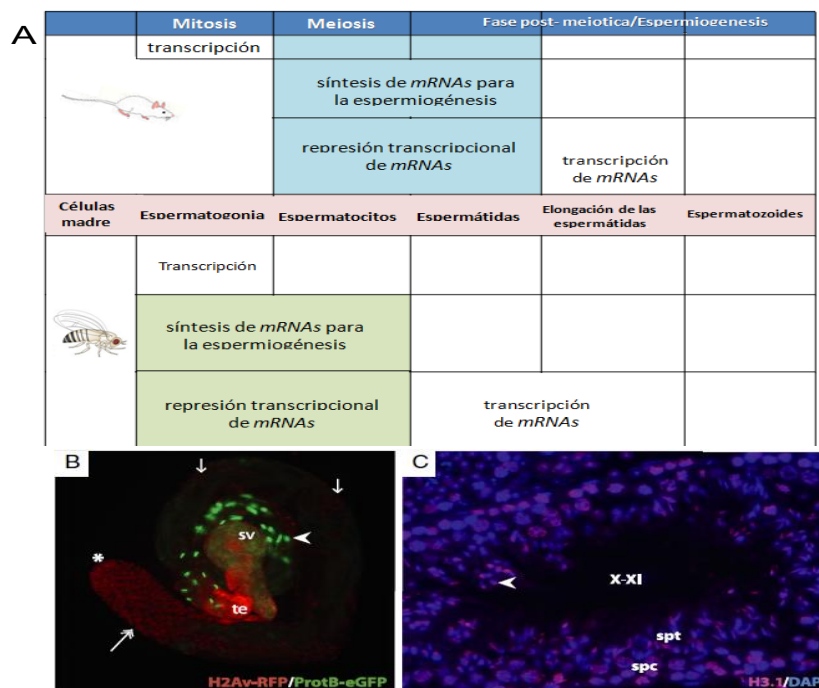 A
Mitosis Meiosis Fase post- meiotica/Espermiogenesis
transcripción
síntesis de mRNAs para
la espermiogénesis
represión transcripcional
de mRNAs
transcripción
de mRNAs
Células
madre
Espermatogonia
Espermatocitos
Espermátidas
Elongación de las
espermátidas
Espermatozoides
Transcripción
síntesis de mRNAs para
la espermiogénesis
represión transcripcional
de mRNAs
transcripción
de mRNAs
B
sv
*
te
H2Av-RFP/ProtB-eGFP
C
X-XI
spt
spc
H3.1/DAP